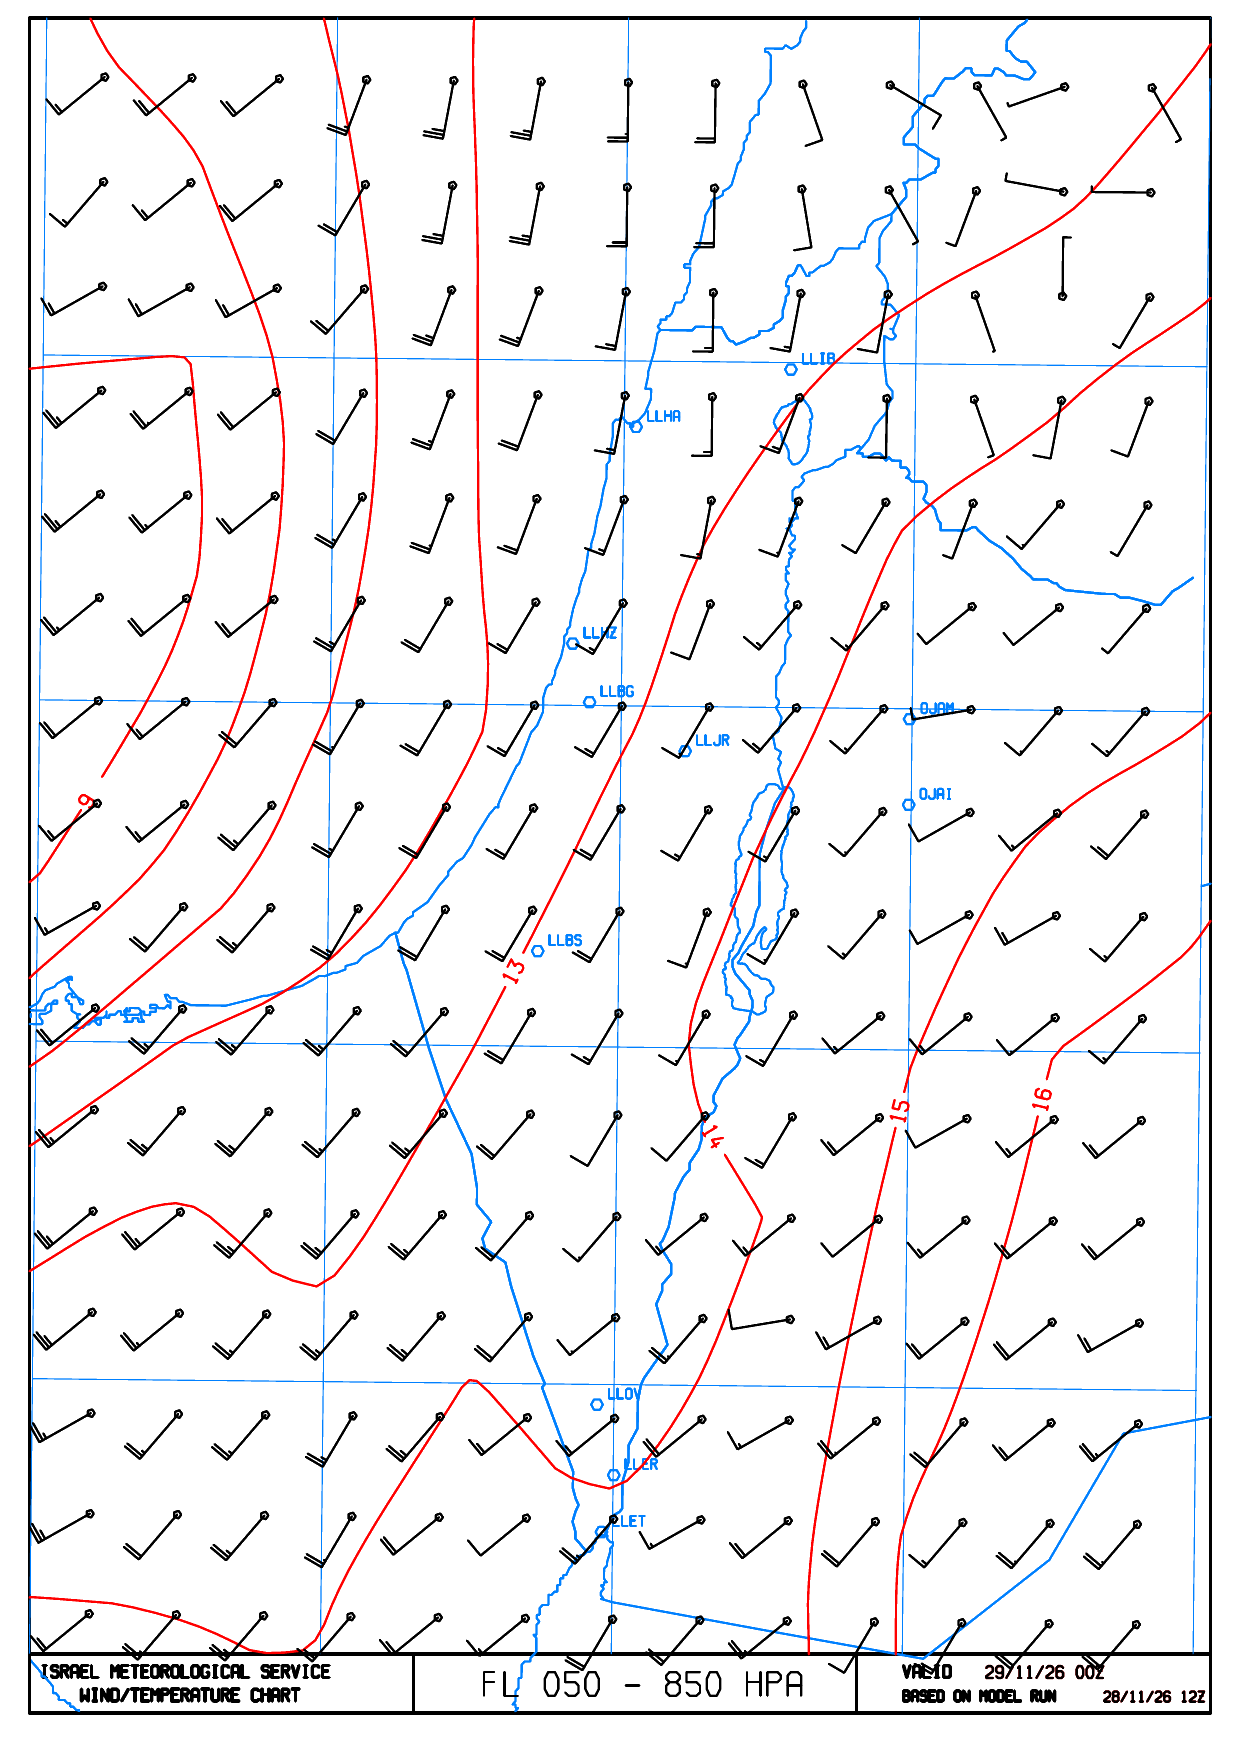 LLIB
LLHA
LLHZ
LLBG
OJAM
LLJR
OJAI
9
LLBS
13
15
16
14
LLOV
LLER
LLET
ISRAEL METEOROLOGICAL SERVICE
WIND/TEMPERATURE CHART
FL 050 - 850 HPA
VALID 29/11/26 00Z
BASED ON MODEL RUN 28/11/26 12Z